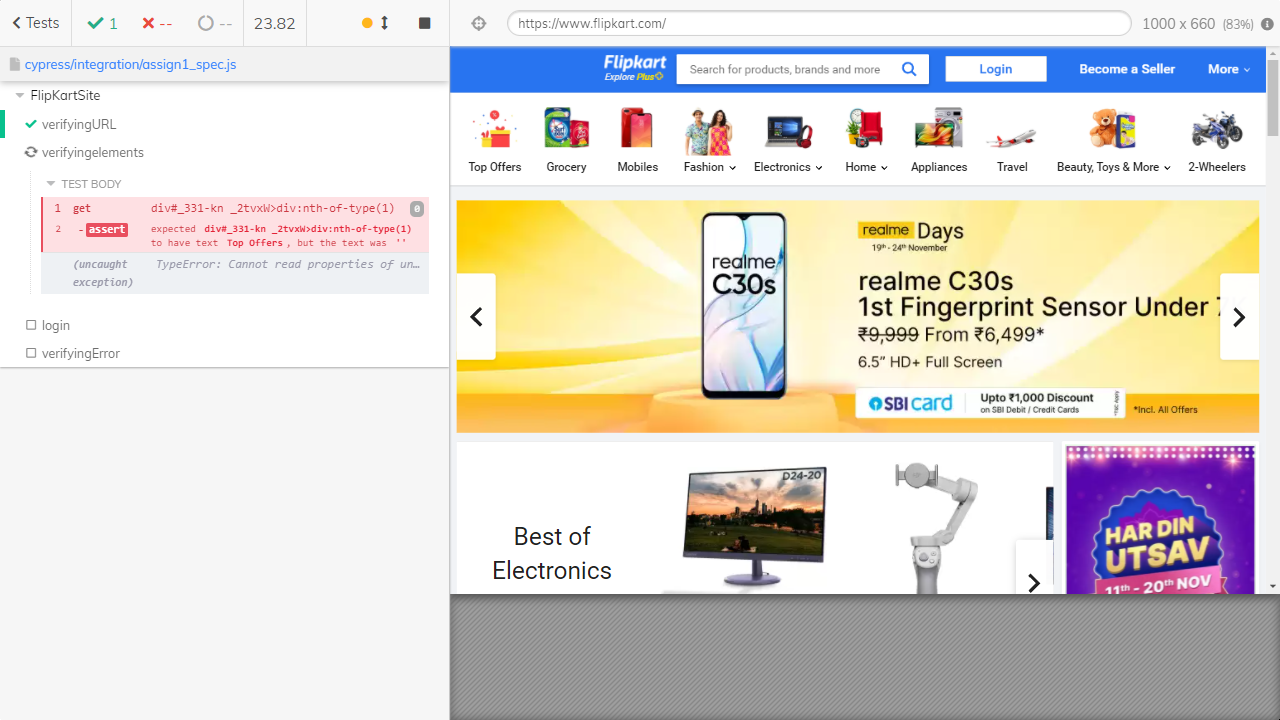 Tests
1
--
--
23.82
https://www.flipkart.com/
1000 x 660 (83%)
cypress/integration/assign1_spec.js
FlipKartSite
verifyingURL
verifyingelements
TEST BODY
1 get div#_331-kn _2tvxW>div:nth-of-type(1) 0
2 -assert expected div#_331-kn _2tvxW>div:nth-of-type(1)
to have text Top Offers, but the text was ''
(uncaught TypeError: Cannot read properties of un…
exception)
login
verifyingError
Flipkart
Explore Plus
Search for products, brands and more
Login
Become a Seller
More
Top Offers
Grocery
Mobiles
Fashion
Electronics
Home
Appliances
Travel
Beauty, Toys & More
2-Wheelers
realme Days
19th - 24th November
realme
C30s
realme C30s
1st Fingerprint Sensor Under 7K
₹9,999 From ₹6,499*
6.5” HD+ Full Screen
SBI card
Upto ₹1,000 Discount
on SBI Debit / Credit Cards
*Incl. All Offers
D24-20
Best of
Electronics
HAR DIN
UTSAV
11th - 20th NOV